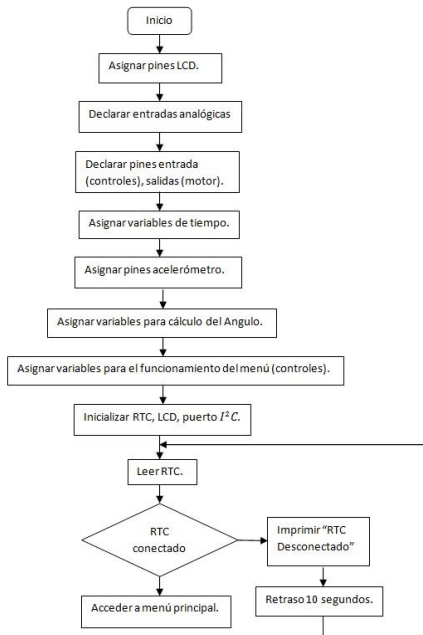 Inicio
Asignar pines LCD.
Declarar entradas analógicas
Declarar pines entrada
(controles), salidas (motor).
Asignar variables de tiempo.
Asignar pines acelerómetro.
Asignar variables para cálculo del Angulo.
Asignar variables para el funcionamiento del menú (controles).
Inicializar RTC, LCD, puerto I²C.
Leer RTC.
RTC
conectado
Imprimir “RTC
Desconectado”
Acceder a menú principal.
Retraso 10 segundos.